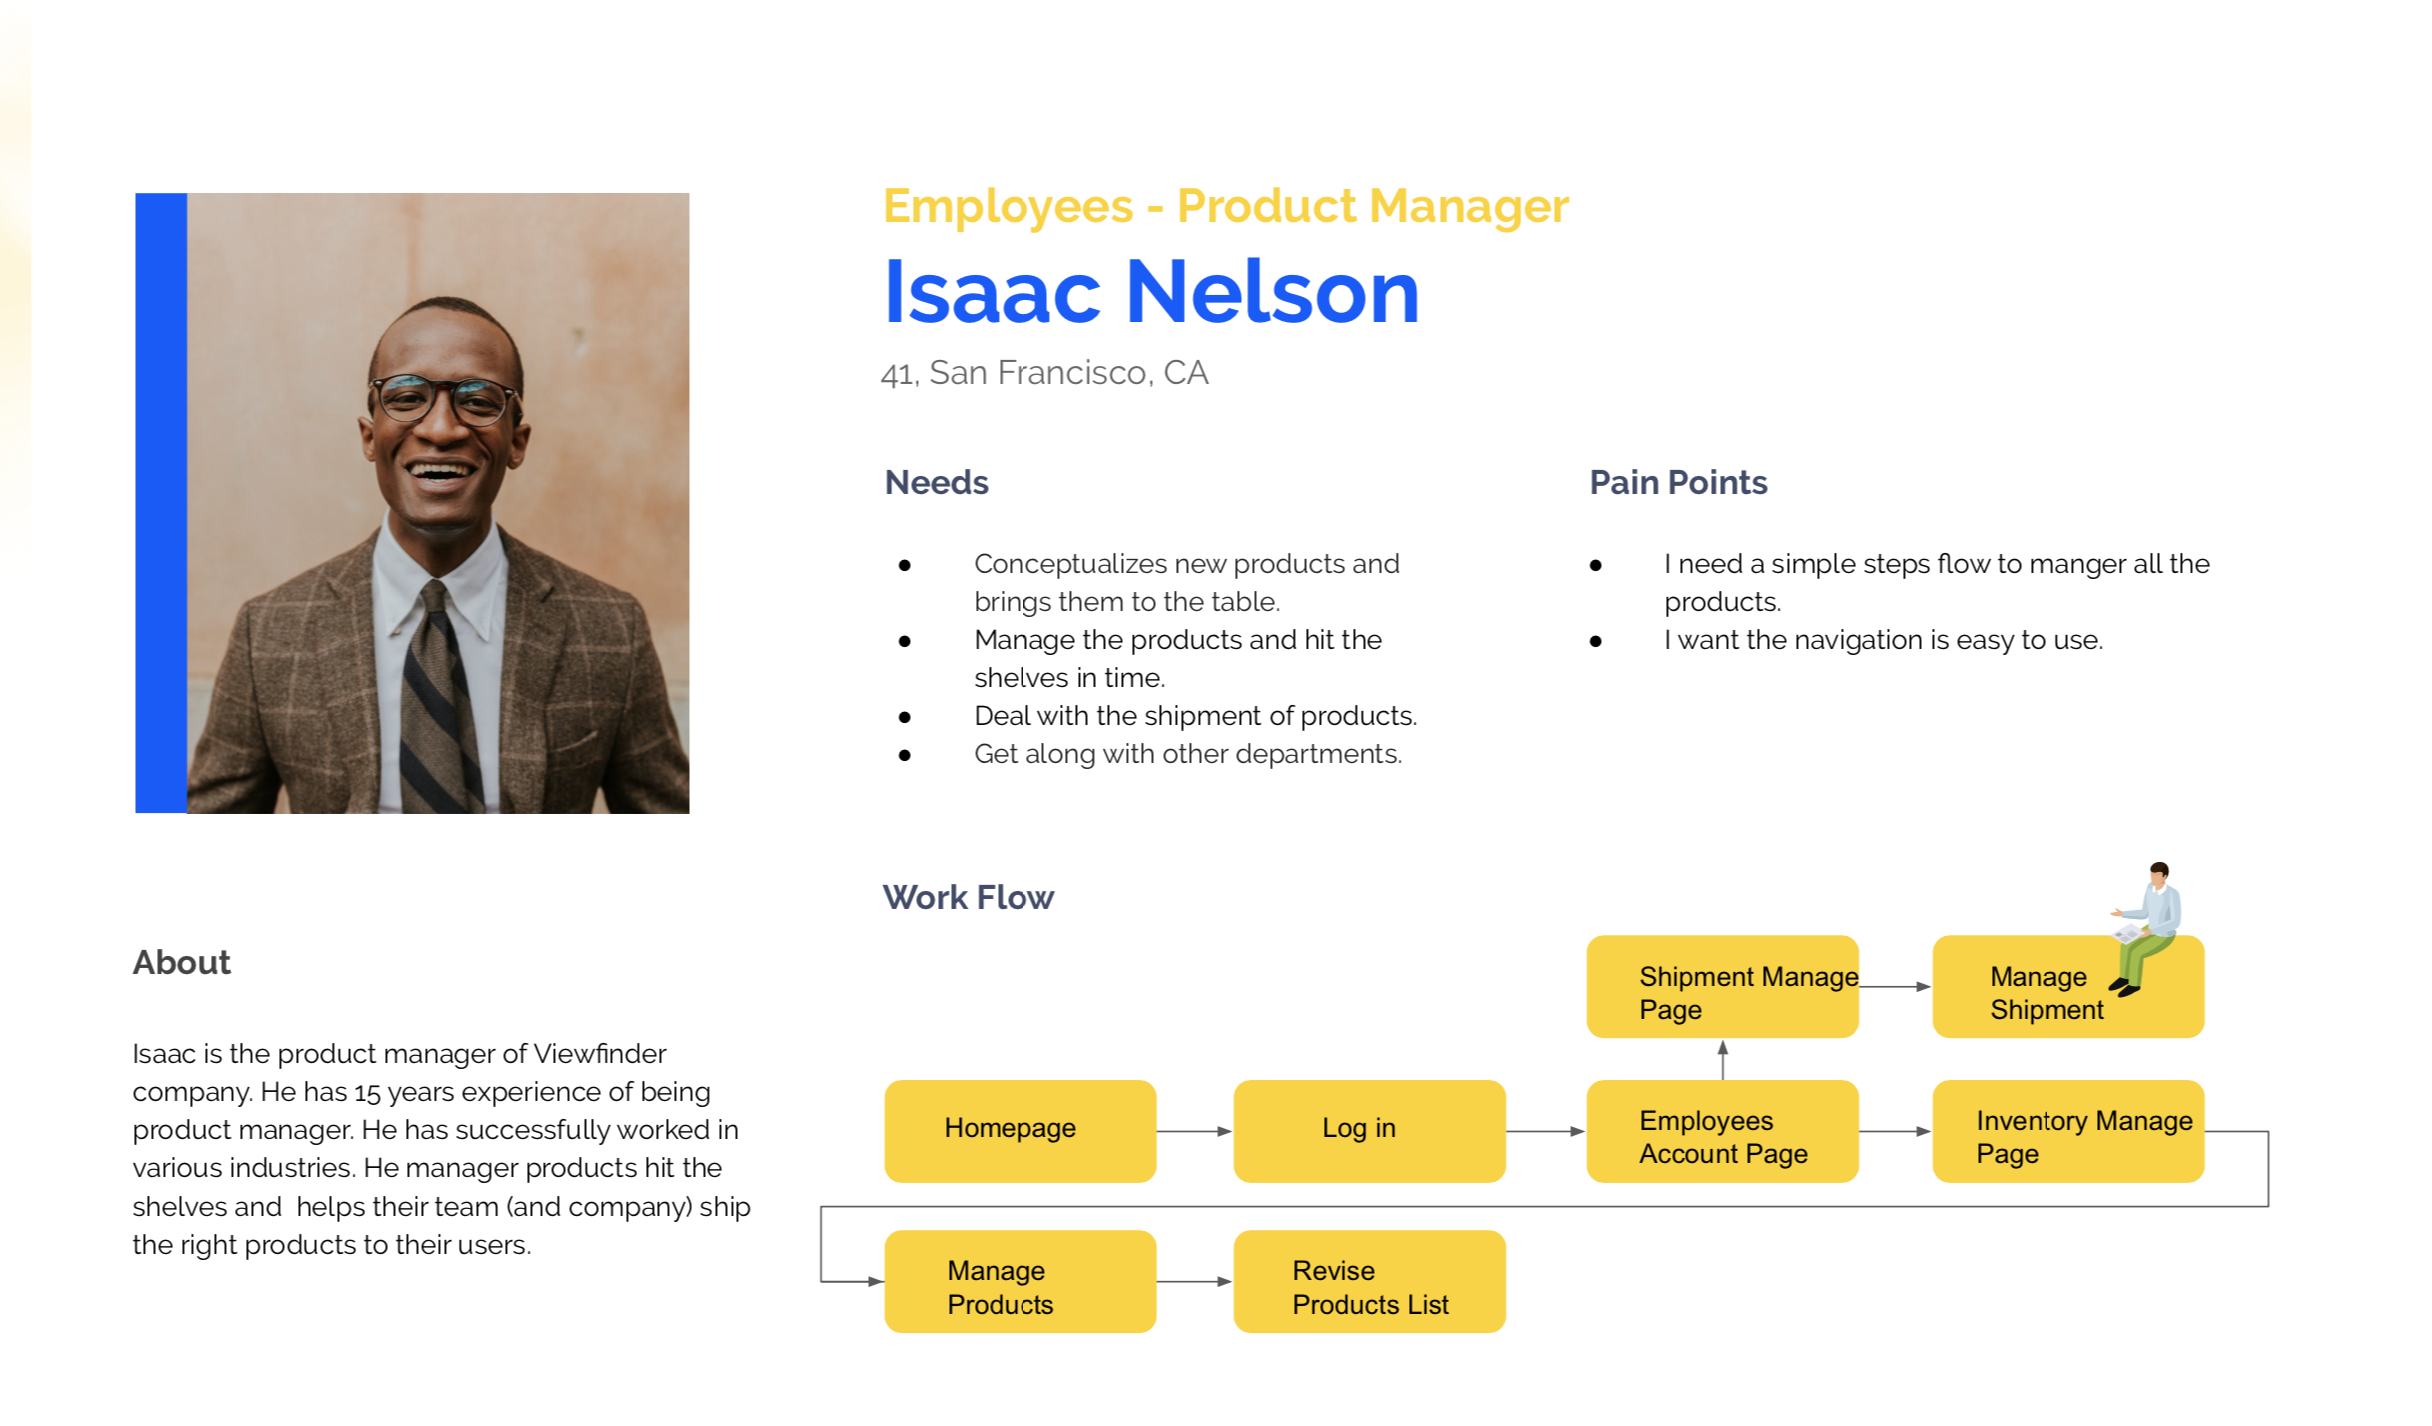 Employees - Product Manager
Isaac Nelson
41, San Francisco, CA
Needs
● Conceptualizes new products and
brings them to the table.
● Manage the products and hit the
shelves in time.
● Deal with the shipment of products.
● Get along with other departments.
Pain Points
● I need a simple steps flow to manger all the
products.
● I want the navigation is easy to use.
About
Isaac is the product manager of Viewfinder
company. He has 15 years experience of being
product manager. He has successfully worked in
various industries. He manager products hit the
shelves and  helps their team (and company) ship
the right products to their users.
Work Flow
Shipment Manage
Page
Manage
Shipment
Homepage
Log in
Employees
Account Page
Inventory Manage
Page
Manage
Products
Revise
Products List